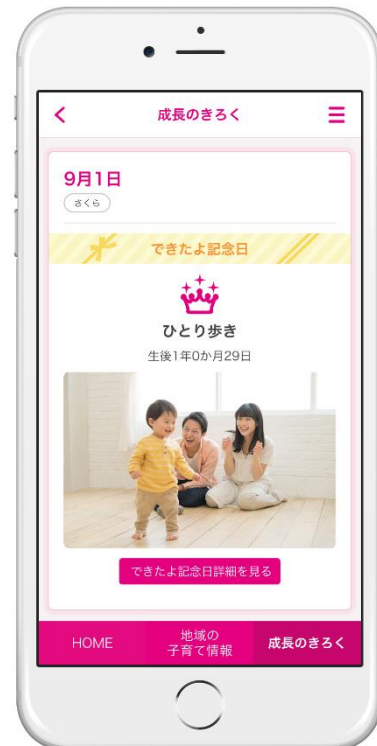 成長のきろく
9月1日
さくら
できたよ記念日
ひとり歩き
生後1年0か月29日
できたよ記念日詳細を見る
HOME
地域の
子育て情報
成長のきろく